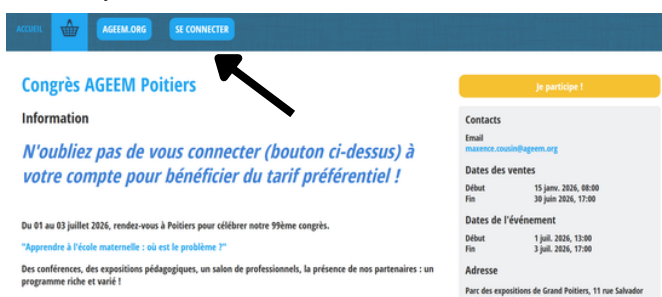 ACCUEIL
AGEEM.ORG
SE CONNECTER
Congrès AGEEM Poitiers
Information
N'oubliez pas de vous connecter (bouton ci-dessus) à
votre compte pour bénéficier du tarif préférentiel !
Du 01 au 03 juillet 2026, rendez-vous à Poitiers pour célébrer notre 99ème congrès.
"Apprendre à l'école maternelle : où est le problème ?"
Des conférences, des expositions pédagogiques, un salon de professionnels, la présence de nos partenaires : un
programme riche et varié !
Je participe !
Contacts
Email
maxence.cousin@ageem.org
Dates des ventes
Début 15 janv. 2026, 08:00
Fin 30 juin 2026, 17:00
Dates de l'événement
Début 1 juil. 2026, 13:00
Fin 3 juil. 2026, 17:00
Adresse
Parc des expositions de Grand Poitiers, 11 rue Salvador